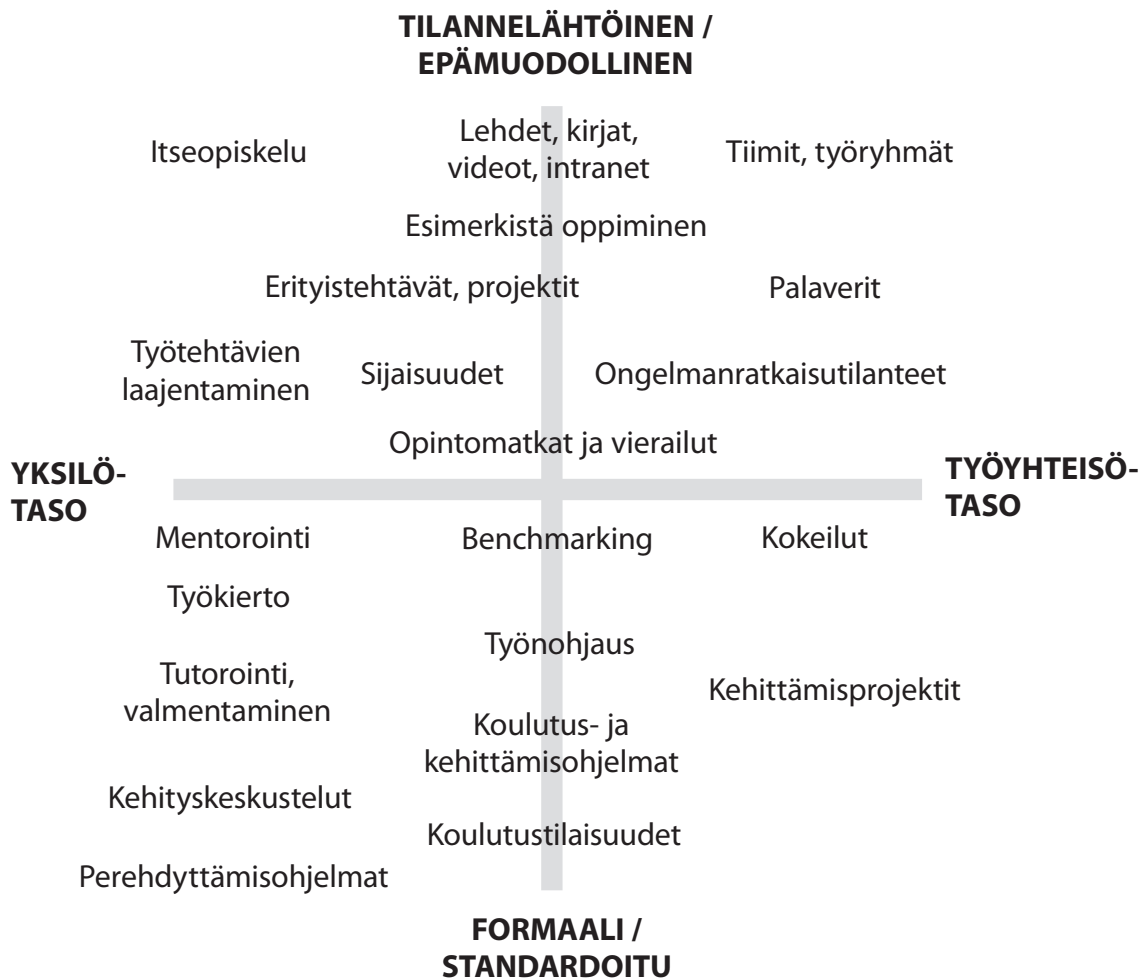 TILANNELÄHTÖINEN /
EPÄMUODOLLINEN
Itseopiskelu
Lehdet, kirjat,
videot, intranet
Tiimit, työryhmät
Esimerkistä oppiminen
Erityistehtävät, projektit
Palaverit
Työtehtävien
laajentaminen
Sijaisuudet
Ongelmanratkaisutilanteet
Opintomatkat ja vierailut
YKSILÖ-
TASO
TYÖYHTEISÖ-
TASO
Mentorointi
Benchmarking
Kokeilut
Työkierto
Työnohjaus
Tutorointi,
valmentaminen
Kehittämisprojektit
Koulutus- ja
kehittämisohjelmat
Kehityskeskustelut
Koulutustilaisuudet
Perehdyttämisohjelmat
FORMAALI /
STANDARDOITU